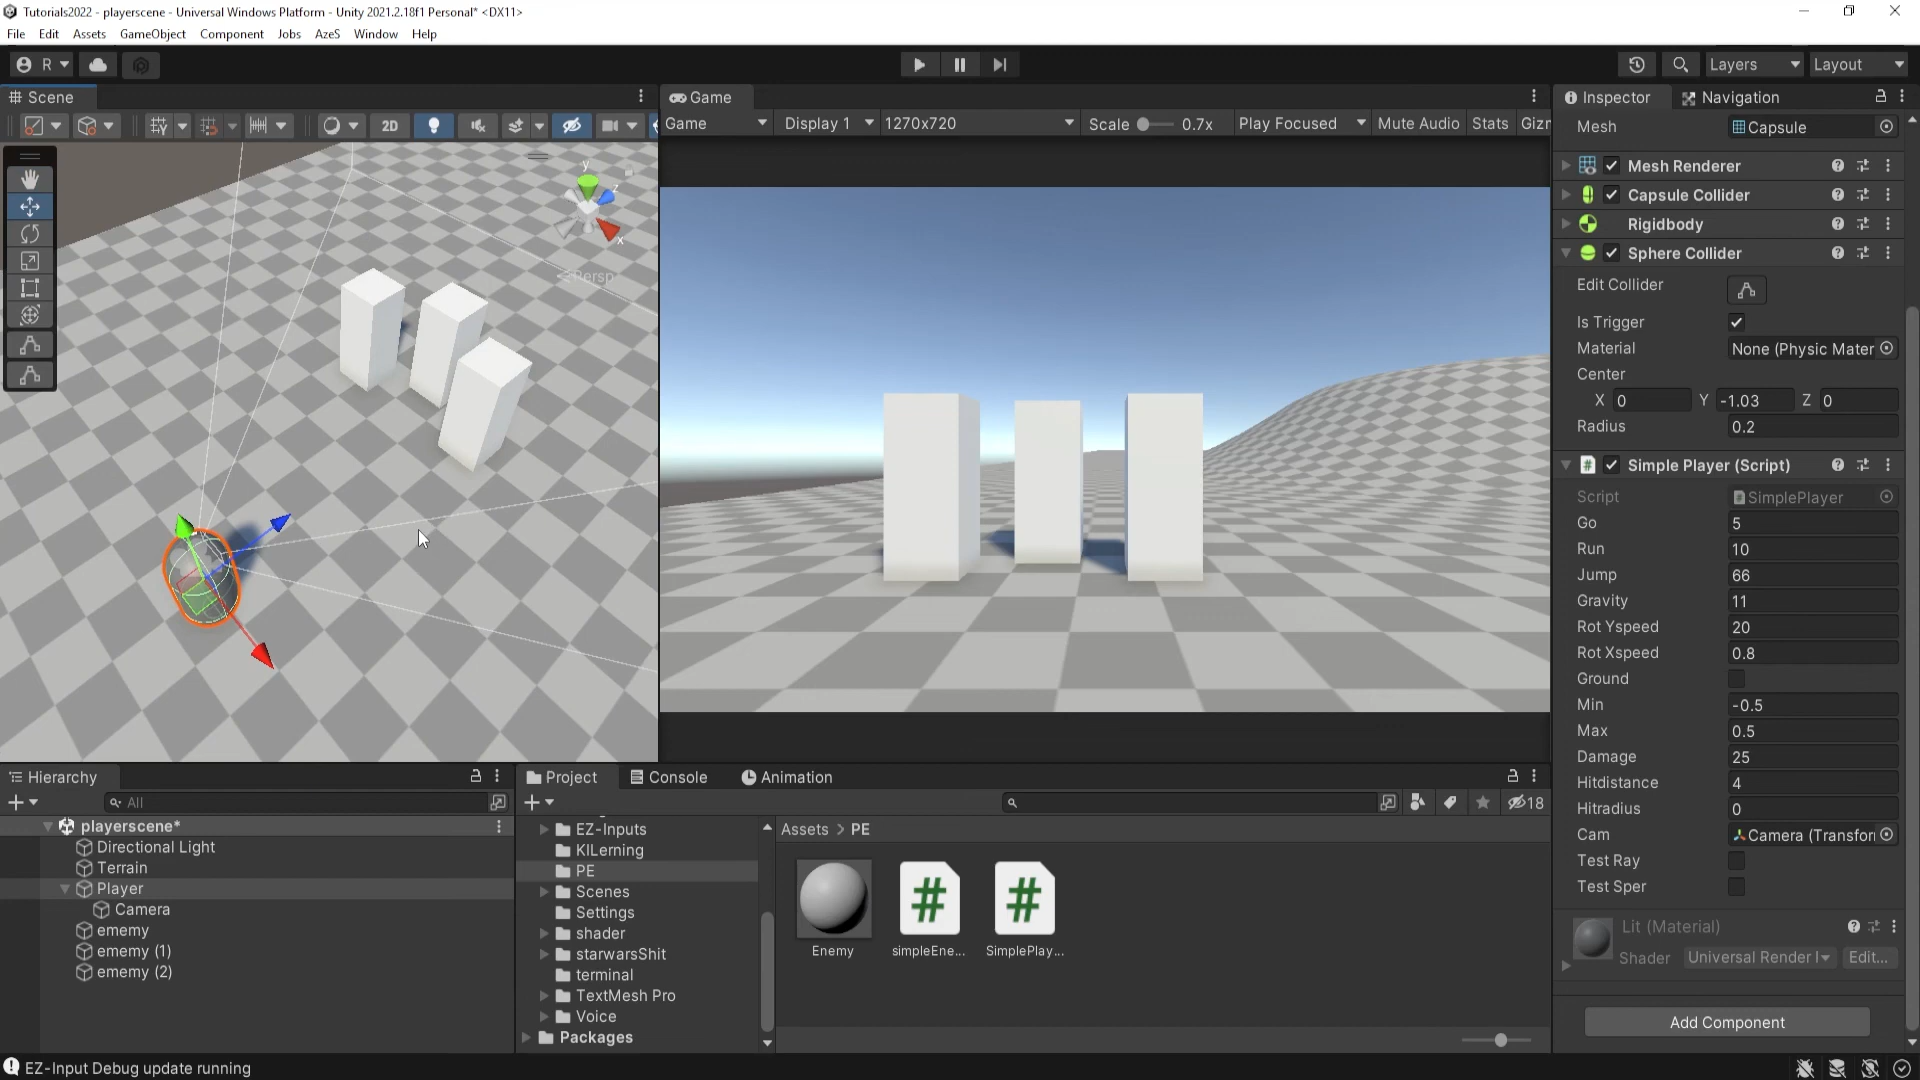 Tutorials2022 - playerscene - Universal Windows Platform - Unity 2021.2.18f1 Personal* <DX11>
File Edit Assets GameObject Component Jobs AzeS Window Help
R Layers Layout
Scene
2D
y
z
x
Persp
Game
Game Display 1 1270x720 Scale 0.7x Play Focused Mute Audio Stats Gizn
Inspector Navigation
Mesh Capsule
Mesh Renderer
Capsule Collider
Rigidbody
Sphere Collider
Edit Collider
Is Trigger
Material None (Physic Mater
Center
X 0 Y -1.03 Z 0
Radius 0.2
# Simple Player (Script)
Script SimplePlayer
Go 5
Run 10
Jump 66
Gravity 11
Rot Yspeed 20
Rot Xspeed 0.8
Ground
Min -0.5
Max 0.5
Damage 25
Hitdistance 4
Hitradius 0
Cam Camera (Transfor
Test Ray
Test Sper
Lit (Material)
Shader Universal Render Edit...
Add Component
Hierarchy
All
playerscene*
Directional Light
Terrain
Player
Camera
ememy
ememy (1)
ememy (2)
Project Console Animation
18
EZ-Inputs
KILerning
PE
Scenes
Settings
shader
starwarsShit
terminal
TextMesh Pro
Voice
Packages
Assets > PE
# #
Enemy simpleEne... SimplePlay...
EZ-Input Debug update running